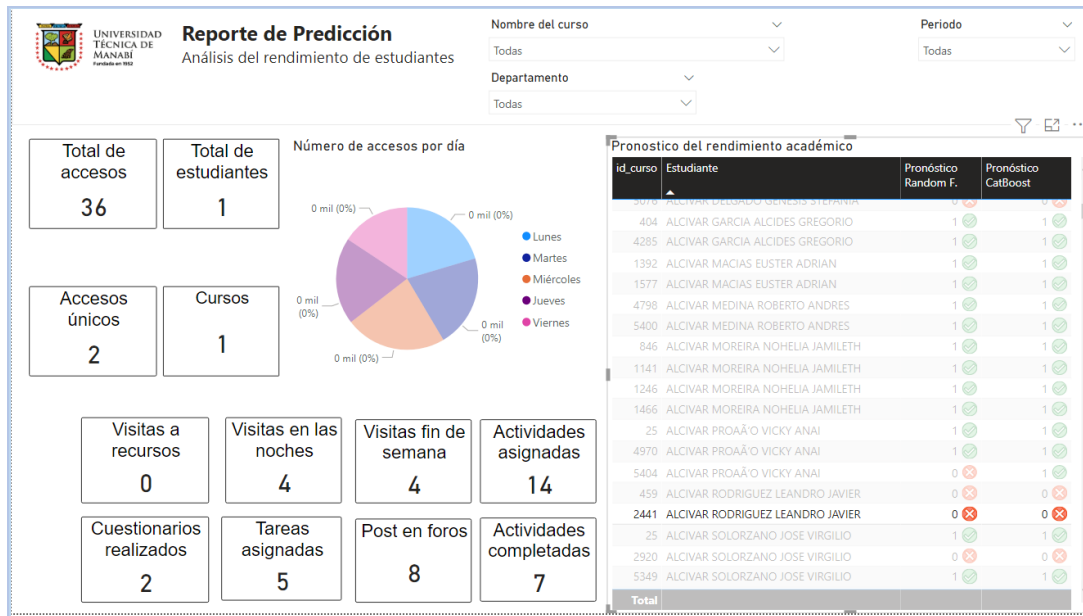 UNIVERSIDAD
TÉCNICA DE
MANABÍ
Fundada en 1952
Reporte de Predicción
Análisis del rendimiento de estudiantes
Nombre del curso
Todas
Periodo
Todas
Departamento
Todas
Total de
accesos
36
Total de
estudiantes
1
Accesos
únicos
2
Cursos
1
Número de accesos por día
0 mil (0%)
0 mil (0%)
0 mil
(0%)
0 mil
(0%)
0 mil (0%)
Lunes
Martes
Miércoles
Jueves
Viernes
Visitas a
recursos
0
Visitas en las
noches
4
Visitas fin de
semana
4
Actividades
asignadas
14
Cuestionarios
realizados
2
Tareas
asignadas
5
Post en foros
8
Actividades
completadas
7
Pronostico del rendimiento académico
id_curso Estudiante Pronóstico Random F. Pronóstico CatBoost
5076 ALCIVAR DELGADO GENESIS STEFANIA 0 0
404 ALCIVAR GARCIA ALCIDES GREGORIO 1 1
4285 ALCIVAR GARCIA ALCIDES GREGORIO 1 1
1392 ALCIVAR MACIAS EUSTER ADRIAN 1 1
1577 ALCIVAR MACIAS EUSTER ADRIAN 1 1
4798 ALCIVAR MEDINA ROBERTO ANDRES 1 1
5400 ALCIVAR MEDINA ROBERTO ANDRES 1 1
846 ALCIVAR MOREIRA NOHELIA JAMILETH 1 1
1141 ALCIVAR MOREIRA NOHELIA JAMILETH 1 1
1246 ALCIVAR MOREIRA NOHELIA JAMILETH 1 1
1466 ALCIVAR MOREIRA NOHELIA JAMILETH 1 1
25 ALCIVAR PROAÃ'O VICKY ANAI 1 1
4970 ALCIVAR PROAÃ'O VICKY ANAI 1 1
5404 ALCIVAR PROAÃ'O VICKY ANAI 0 1
459 ALCIVAR RODRIGUEZ LEANDRO JAVIER 0 0
2441 ALCIVAR RODRIGUEZ LEANDRO JAVIER 0 0
25 ALCIVAR SOLORZANO JOSE VIRGILIO 1 1
2920 ALCIVAR SOLORZANO JOSE VIRGILIO 0 0
5349 ALCIVAR SOLORZANO JOSE VIRGILIO 1 1
Total